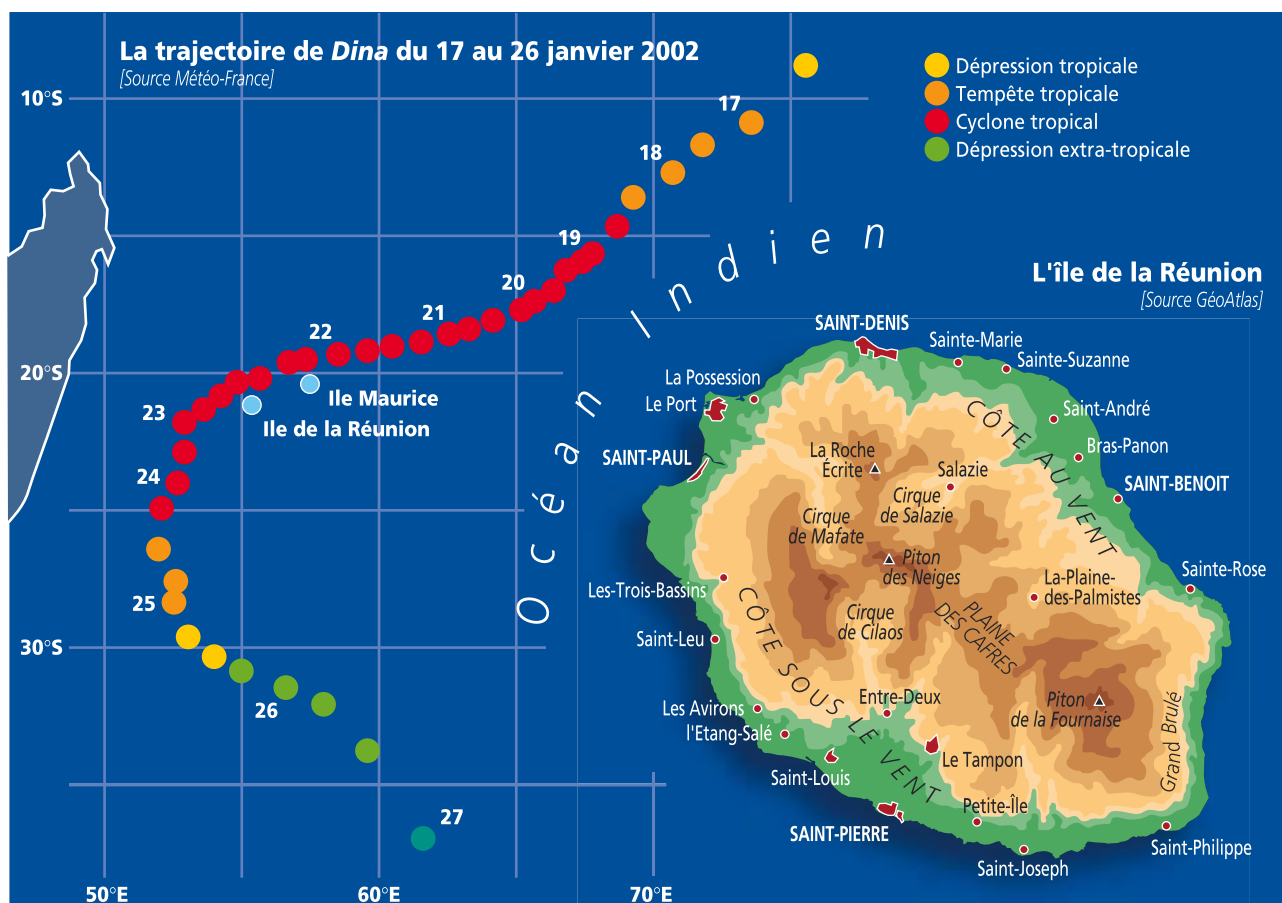 La trajectoire de Dina du 17 au 26 janvier 2002
[Source Météo-France]
Dépression tropicale
Tempête tropicale
Cyclone tropical
Dépression extra-tropicale
10°S
20°S
30°S
50°E
60°E
70°E
17
18
19
20
21
22
23
24
25
26
27
Ile Maurice
Ile de la Réunion
Océan Indien
L'île de la Réunion
[Source GéoAtlas]
SAINT-DENIS
Sainte-Marie
Sainte-Suzanne
La Possession
Le Port
Saint-André
Bras-Panon
SAINT-PAUL
La Roche
Écrite
Salazie
SAINT-BENOIT
CÔTE AU VENT
Cirque
de Salazie
Cirque
de Mafate
Piton
des Neiges
Sainte-Rose
La-Plaine-
des-Palmistes
Les-Trois-Bassins
Cirque
de Cilaos
PLAINE
DES CAFRES
Saint-Leu
CÔTE SOUS LE VENT
Entre-Deux
Piton
de la Fournaise
Grand Brulé
Les Avirons
l'Etang-Salé
Le Tampon
Saint-Louis
Petite-Île
SAINT-PIERRE
Saint-Joseph
Saint-Philippe